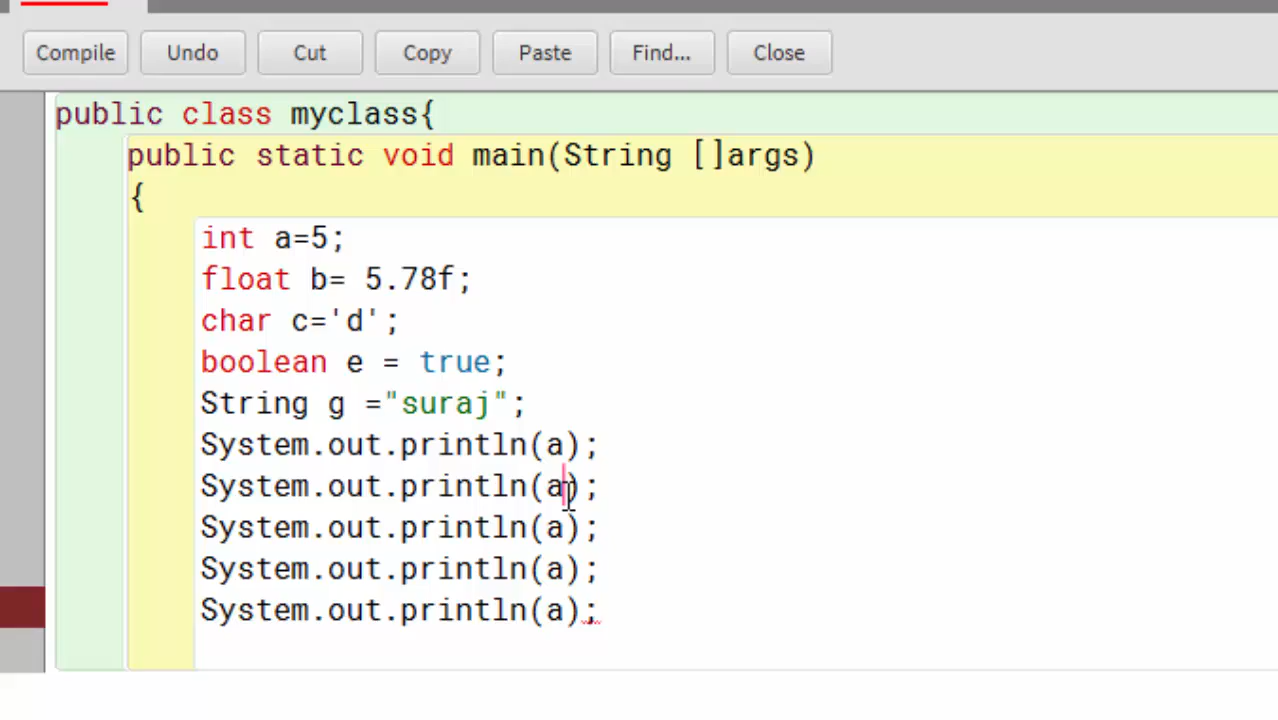 Compile Undo Cut Copy Paste Find... Close
public class myclass{
public static void main(String []args)
{
int a=5;
float b= 5.78f;
char c='d';
boolean e = true;
String g ="suraj";
System.out.println(a);
System.out.println(a);
System.out.println(a);
System.out.println(a);
System.out.println(a);